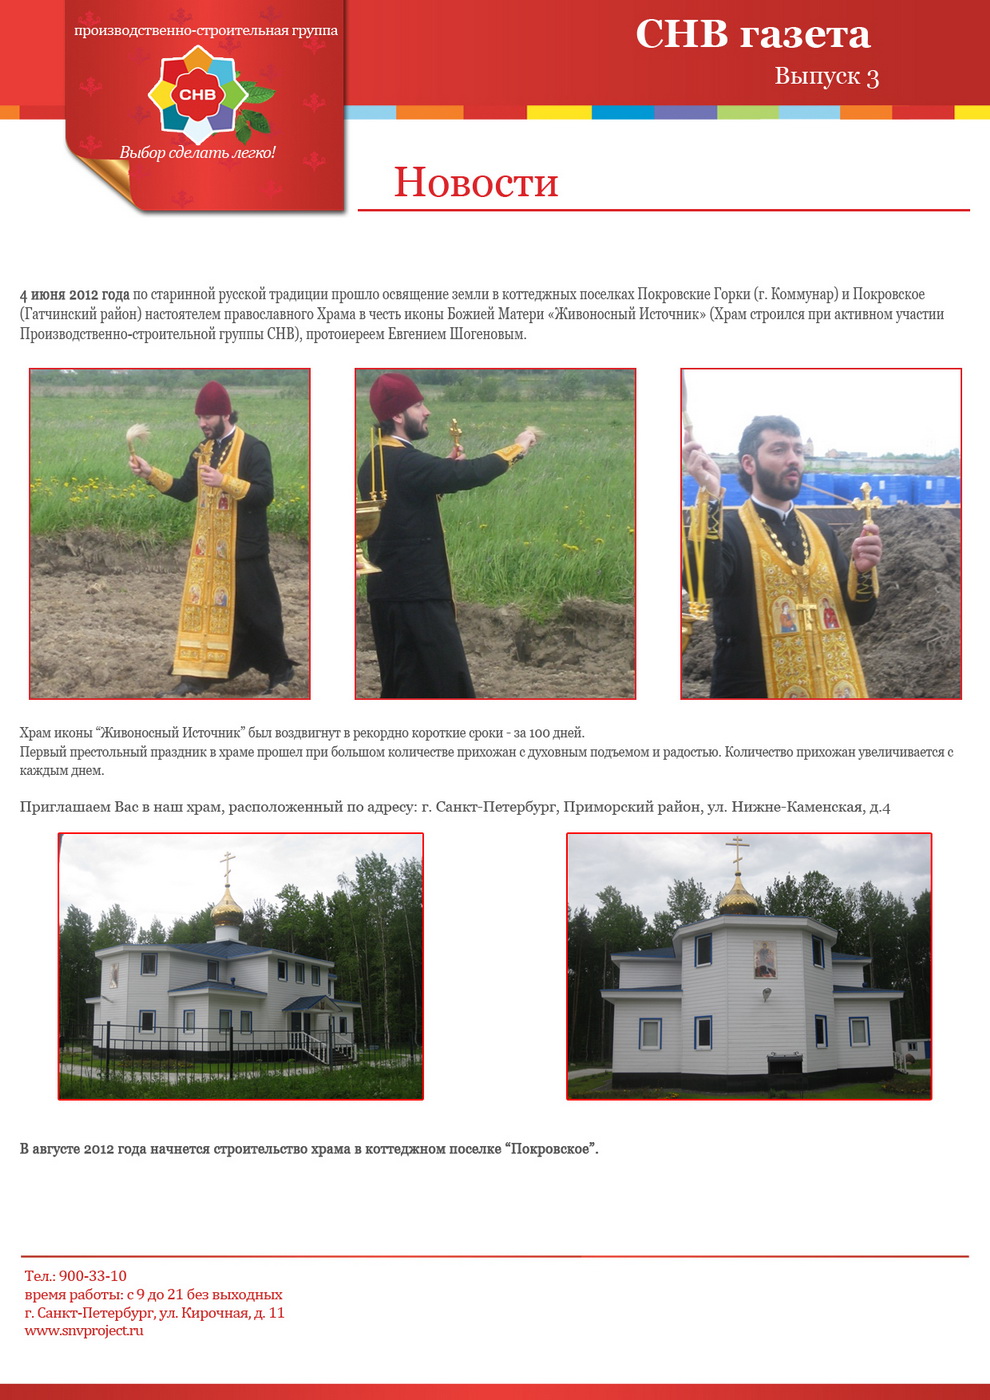 производственно-строительная группа
СНВ
Выбор сделать легко!
СНВ газета
Выпуск 3
Новости
4 июня 2012 года по старинной русской традиции прошло освящение земли в коттеджных поселках Покровские Горки (г. Коммунар) и Покровское
(Гатчинский район) настоятелем православного Храма в честь иконы Божией Матери «Живоносный Источник» (Храм строился при активном участии
Производственно-строительной группы СНВ), протоиереем Евгением Шогеновым.
Храм иконы “Живоносный Источник” был воздвигнут в рекордно короткие сроки - за 100 дней.
Первый престольный праздник в храме прошел при большом количестве прихожан с духовным подъемом и радостью. Количество прихожан увеличивается с
каждым днем.
Приглашаем Вас в наш храм, расположенный по адресу: г. Санкт-Петербург, Приморский район, ул. Нижне-Каменская, д.4
В августе 2012 года начнется строительство храма в коттеджном поселке “Покровское”.
Тел.: 900-33-10
время работы: с 9 до 21 без выходных
г. Санкт-Петербург, ул. Кирочная, д. 11
www.snvproject.ru